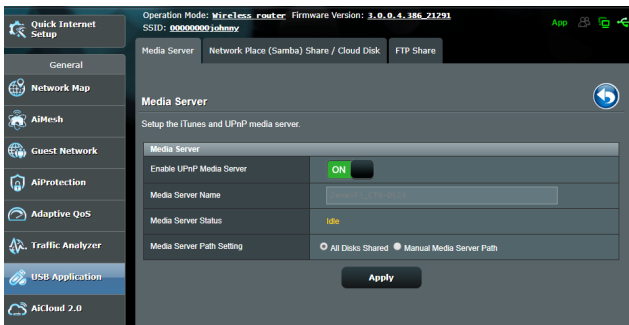 Quick Internet Setup
Operation Mode: Wireless router Firmware Version: 3.0.0.4.386_21291
SSID: 00000000johnny
App
General
Network Map
AiMesh
Guest Network
AiProtection
Adaptive QoS
Traffic Analyzer
USB Application
AiCloud 2.0
Media Server
Network Place (Samba) Share / Cloud Disk
FTP Share
Media Server
Setup the iTunes and UPnP media server.
Media Server
Enable UPnP Media Server
ON
Media Server Name
Media Server Status
Idle
Media Server Path Setting
All Disks Shared
Manual Media Server Path
Apply